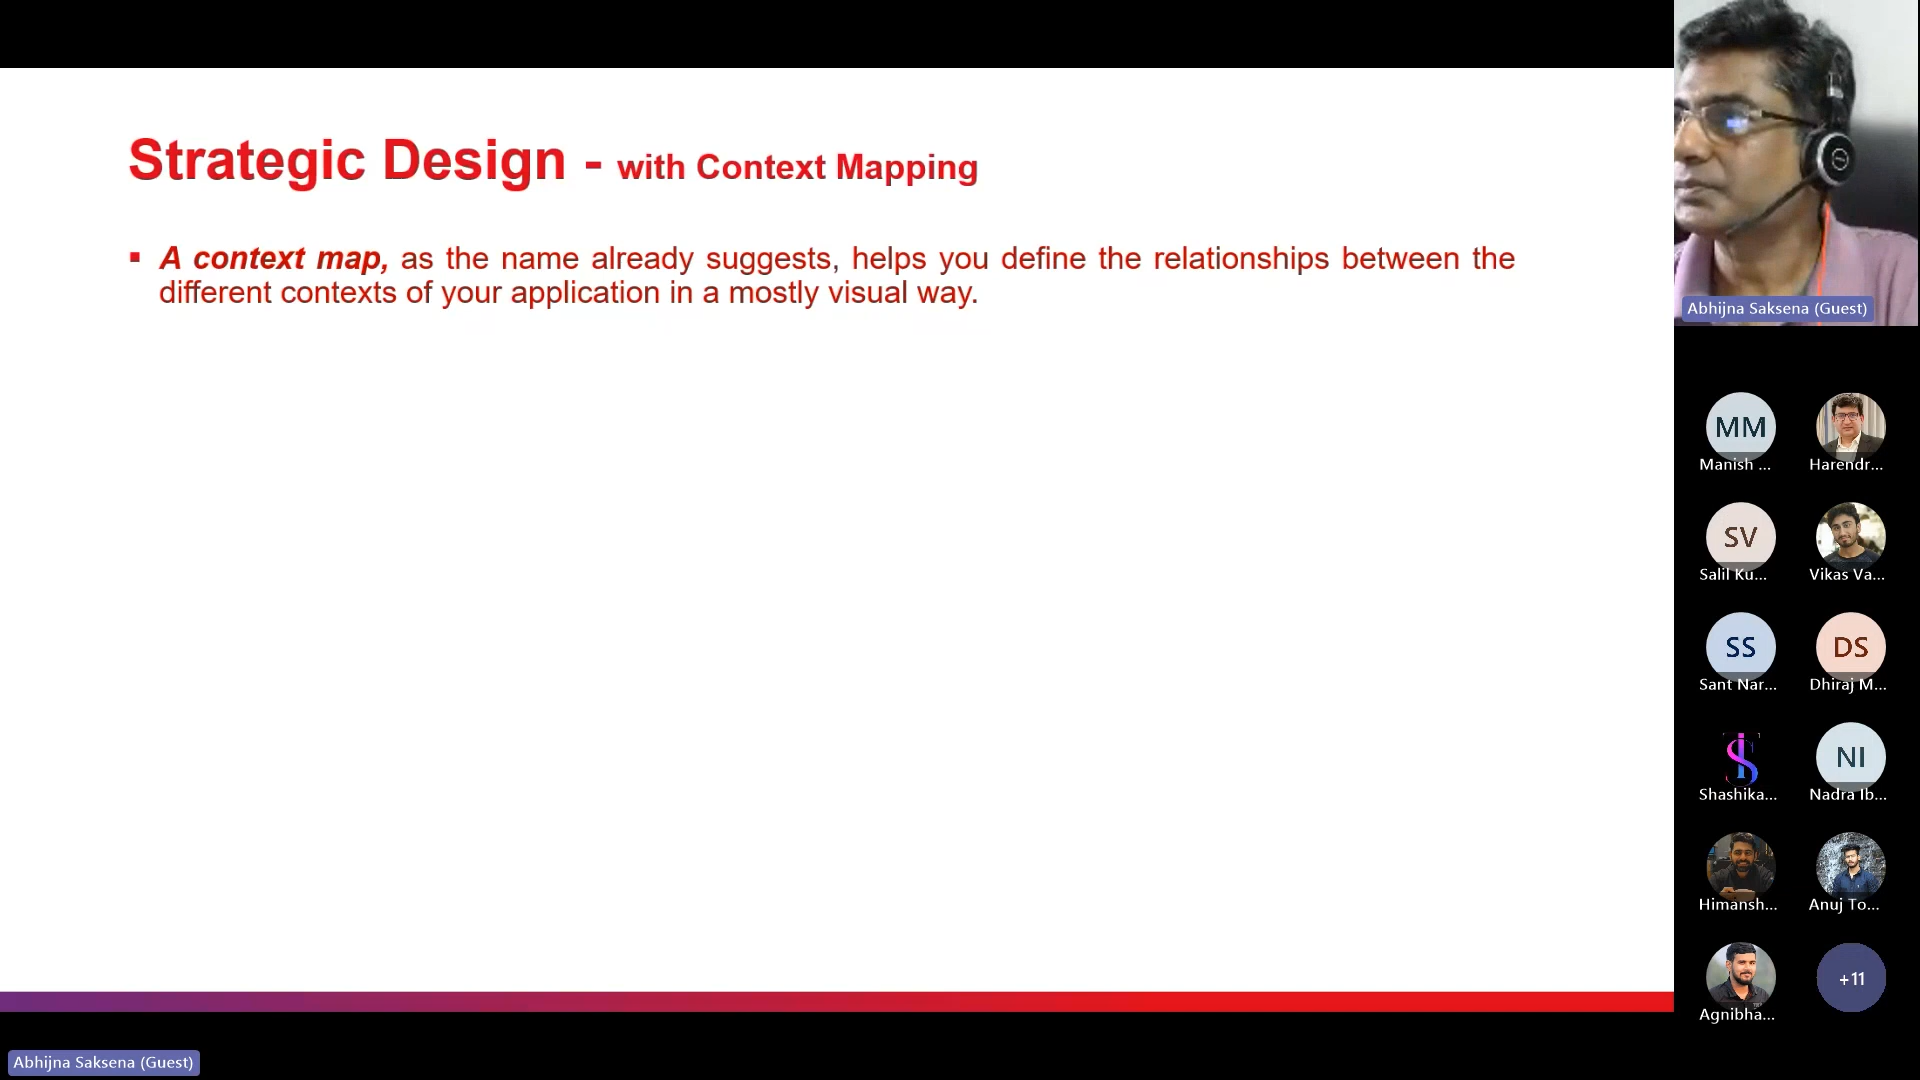 Strategic Design - with Context Mapping
▪ A context map, as the name already suggests, helps you define the relationships between the
different contexts of your application in a mostly visual way.
Abhijna Saksena (Guest)
MM
Manish ...
Harendr...
SV
Salil Ku...
Vikas Va...
SS
Sant Nar...
DS
Dhiraj M...
Shashika...
NI
Nadra Ib...
Himansh...
Anuj To...
Agnibha...
+11
Abhijna Saksena (Guest)